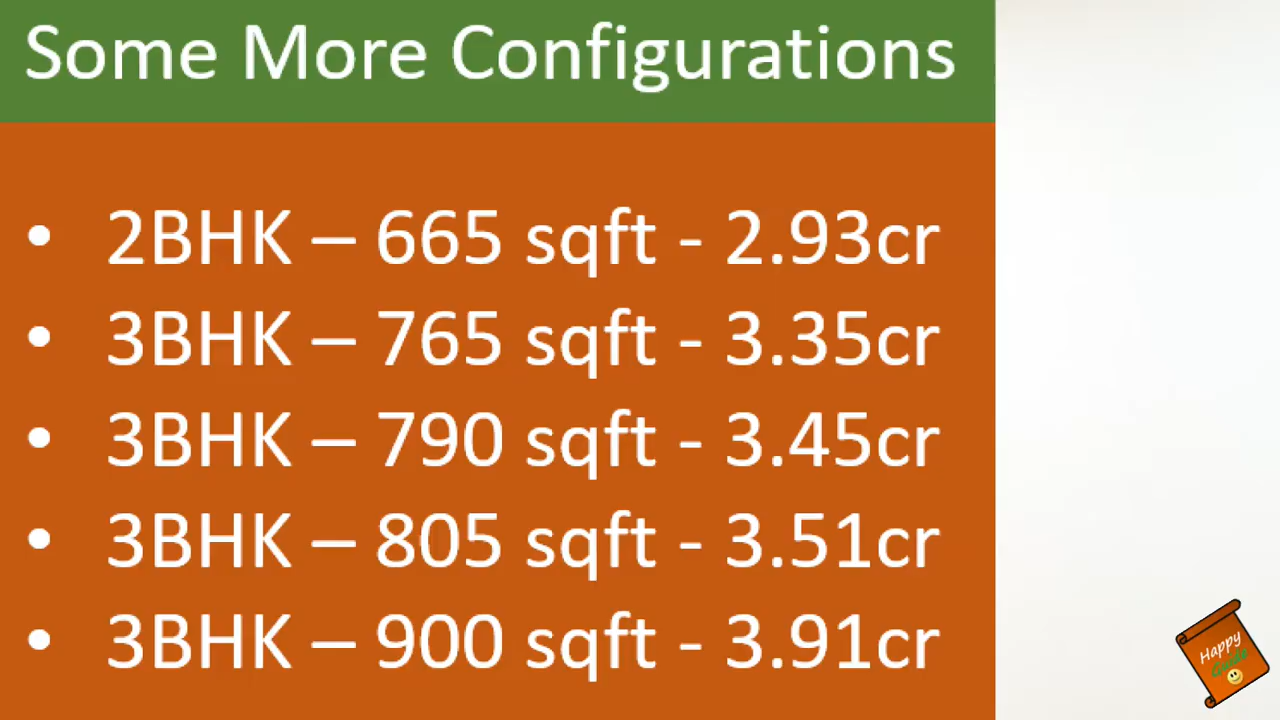 Some More Configurations
• 2BHK – 665 sqft - 2.93cr
• 3BHK – 765 sqft - 3.35cr
• 3BHK – 790 sqft - 3.45cr
• 3BHK – 805 sqft - 3.51cr
• 3BHK – 900 sqft - 3.91cr
Happy
Guide